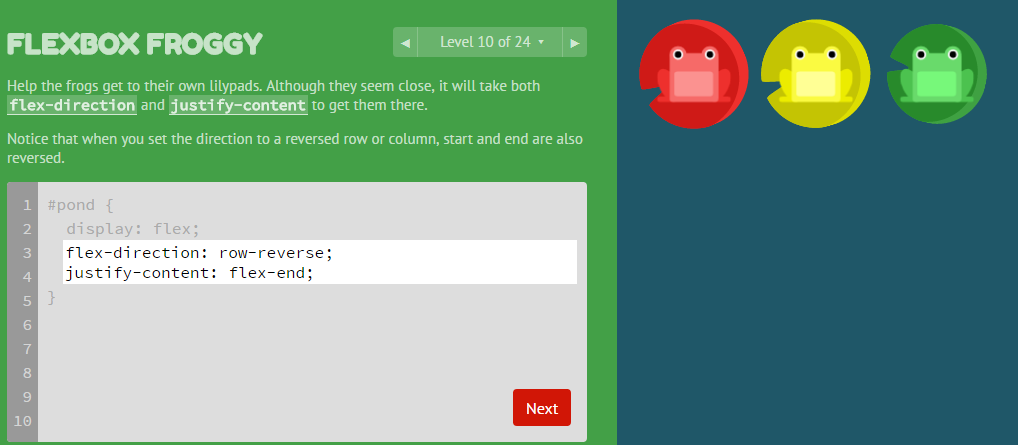 FLEXBOX FROGGY
◀ Level 10 of 24 ▾ ▶
Help the frogs get to their own lilypads. Although they seem close, it will take both
flex-direction and justify-content to get them there.
Notice that when you set the direction to a reversed row or column, start and end are also
reversed.
1 #pond {
2 display: flex;
3 flex-direction: row-reverse;
4 justify-content: flex-end;
5 }
6
7
8
9
10
Next